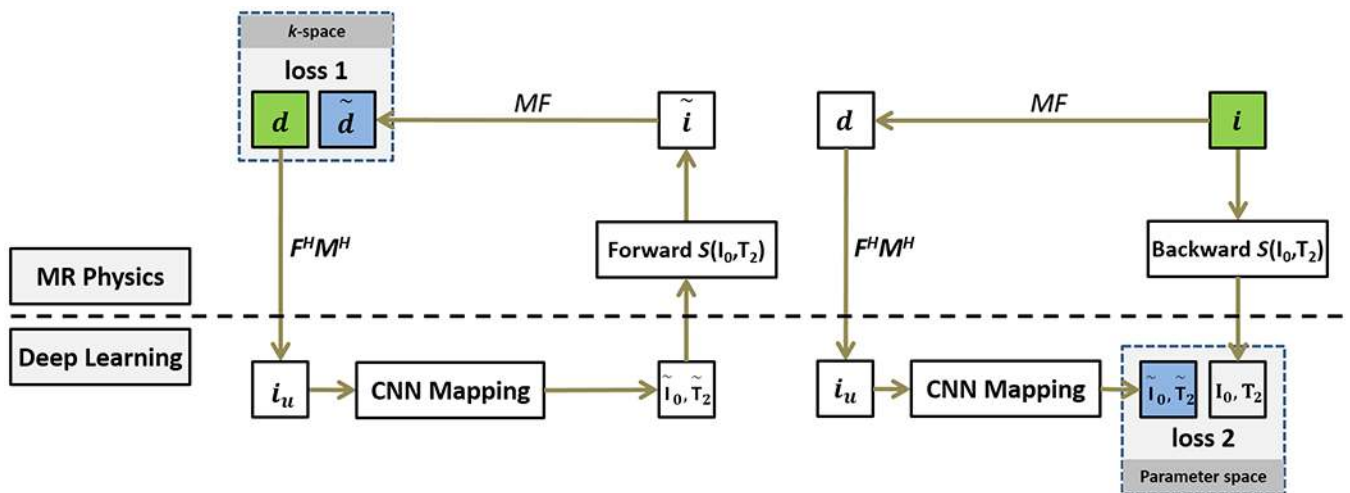 k-space
loss 1
d
d̃
MF
ĩ
d
MF
i
FᴴMᴴ
Forward S(I₀,T₂)
FᴴMᴴ
Backward S(I₀,T₂)
MR Physics
Deep Learning
iᵤ
CNN Mapping
Ĩ₀, T̃₂
iᵤ
CNN Mapping
Ĩ₀, T̃₂
I₀, T₂
loss 2
Parameter space